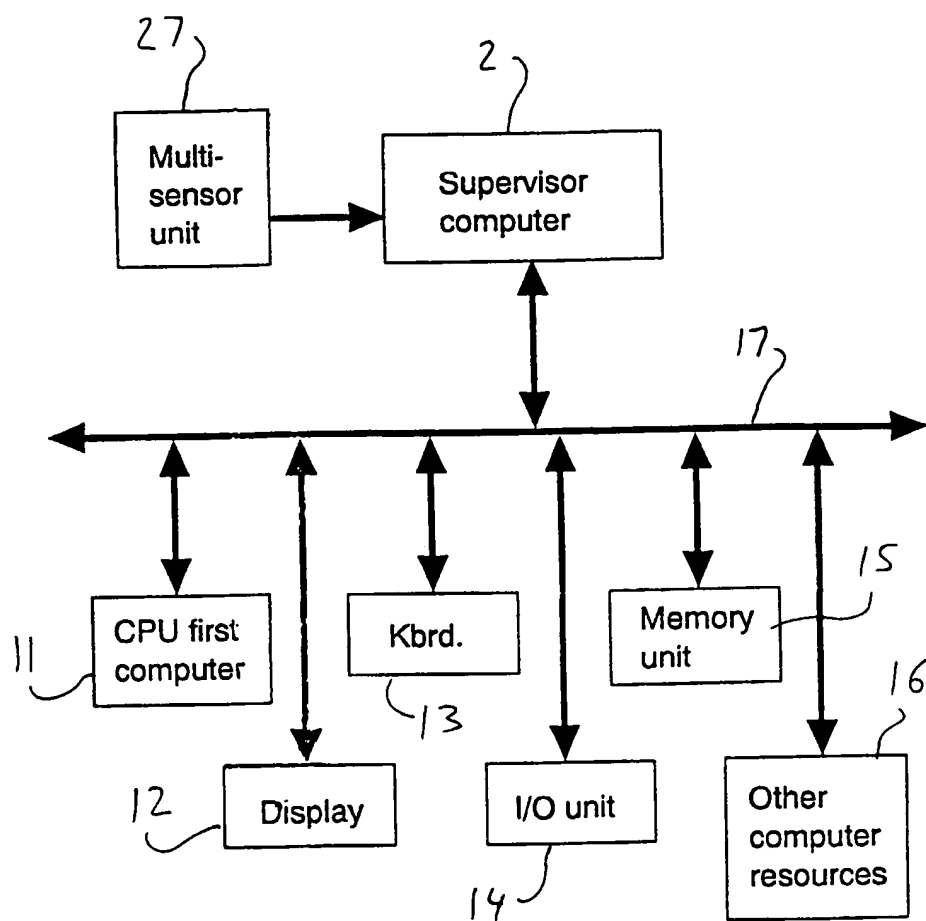 27
2
Multi-
sensor
unit
Supervisor
computer
17
CPU first
computer
11
Kbrd.
13
Memory
unit
15
16
Display
12
I/O unit
14
Other
computer
resources